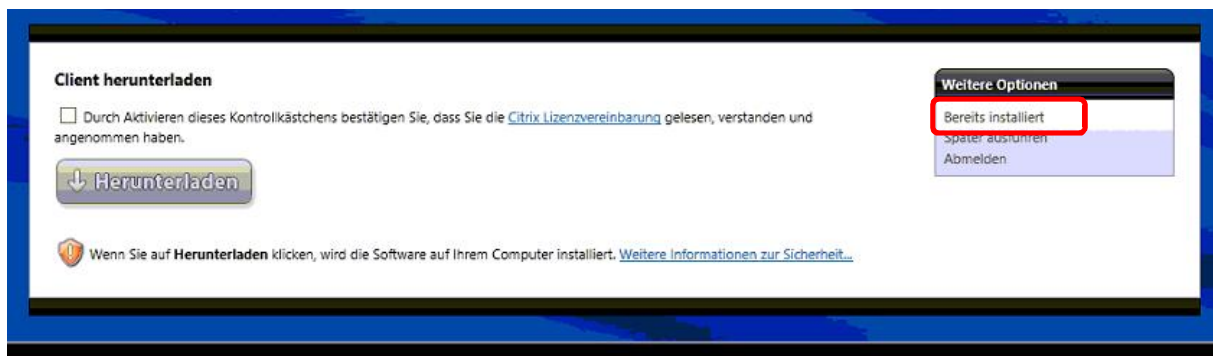 Client herunterladen
Durch Aktivieren dieses Kontrollkästchens bestätigen Sie, dass Sie die Citrix Lizenzvereinbarung gelesen, verstanden und
angenommen haben.
Herunterladen
Wenn Sie auf Herunterladen klicken, wird die Software auf Ihrem Computer installiert. Weitere Informationen zur Sicherheit...
Weitere Optionen
Bereits installiert
Später ausführen
Abmelden